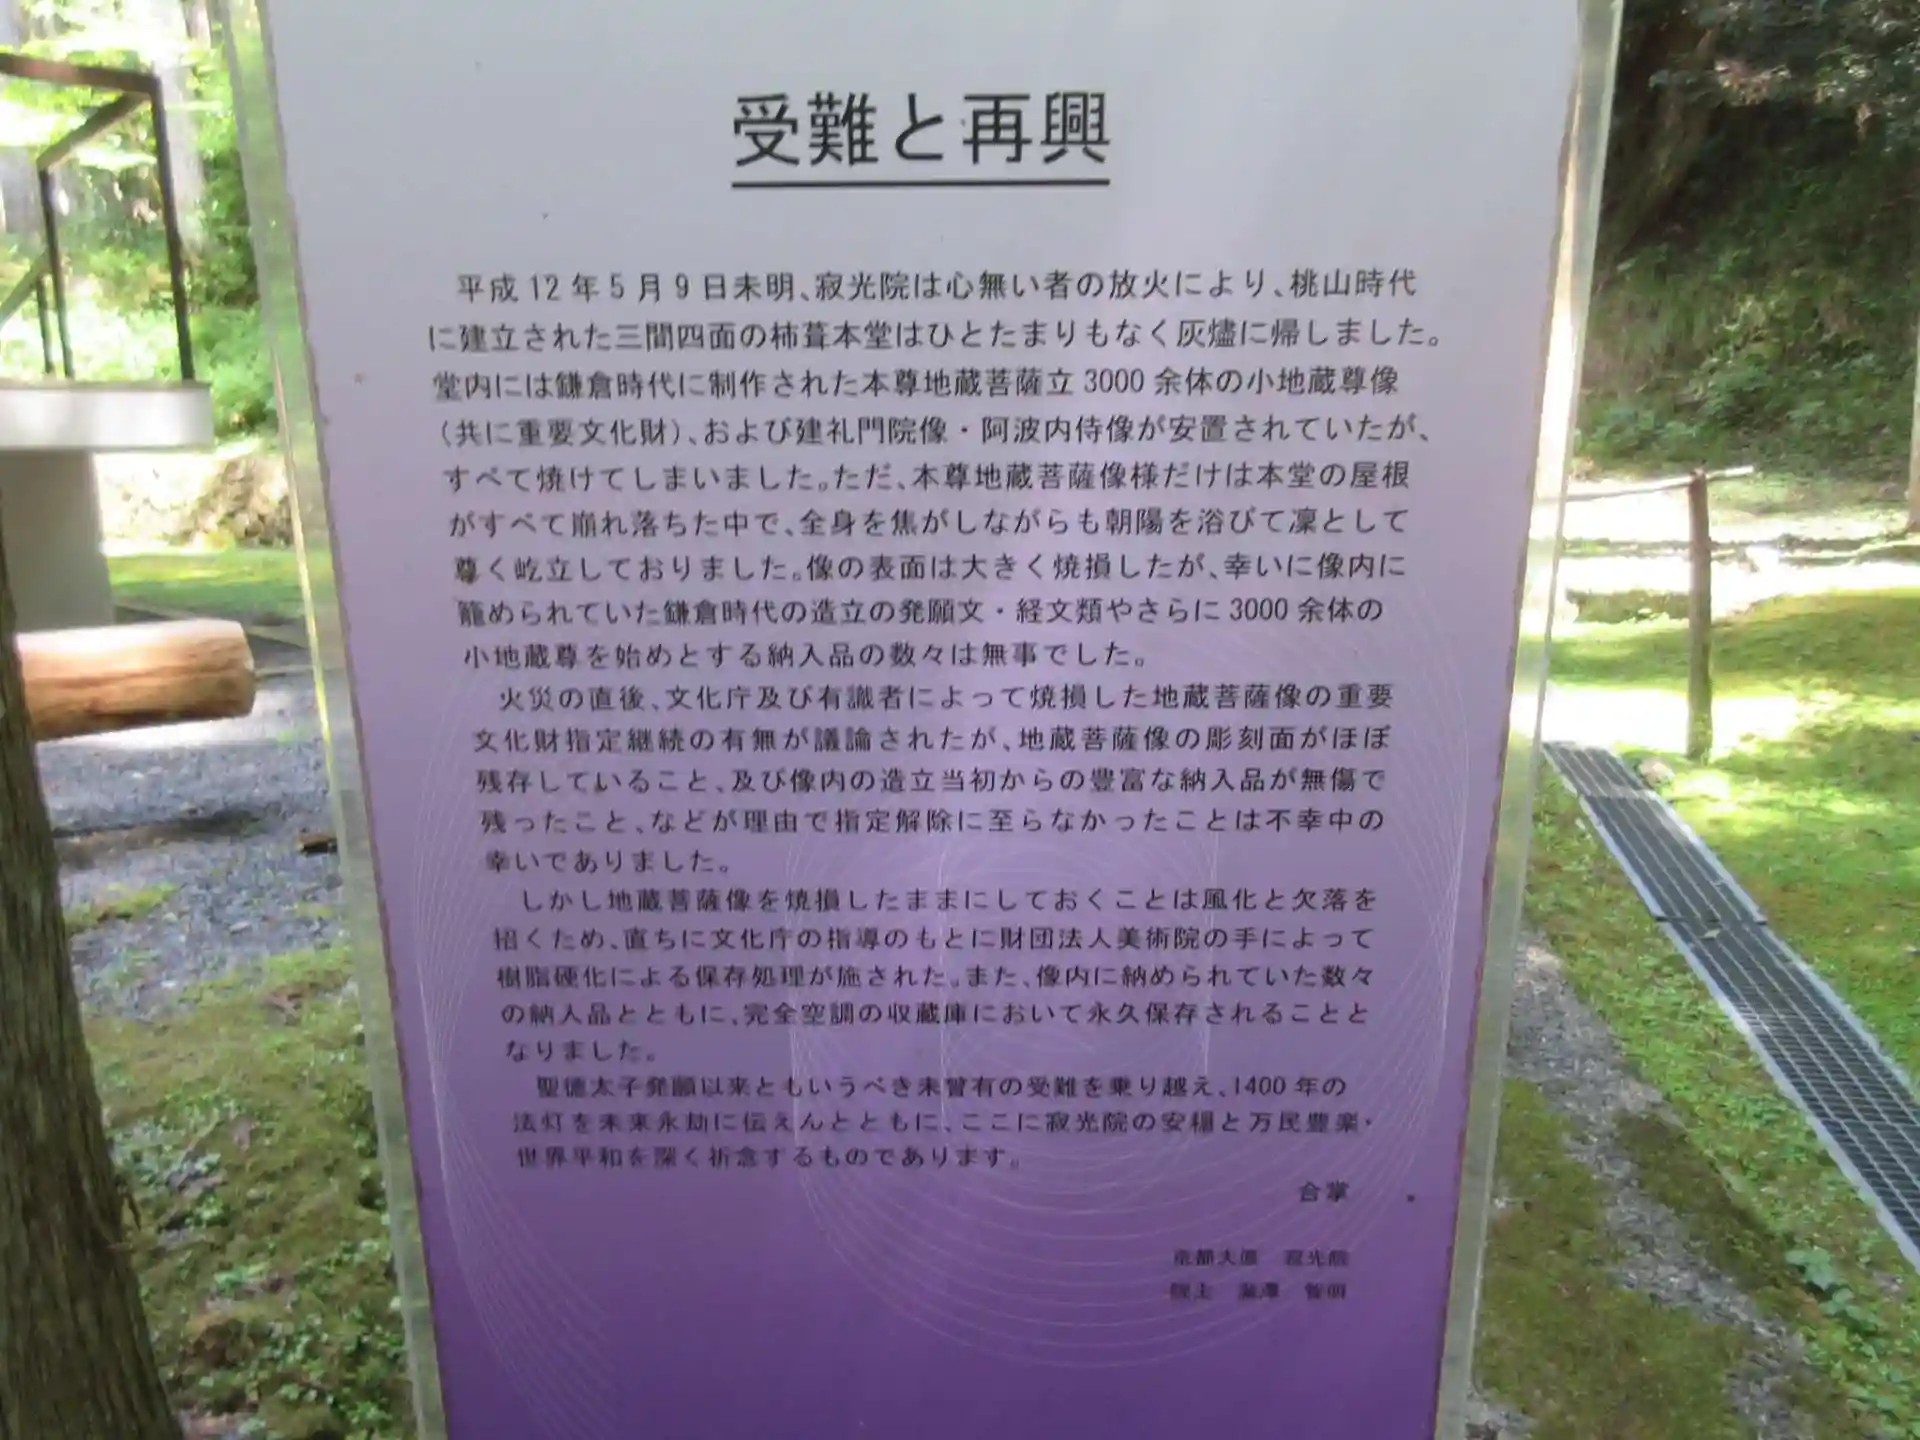 受難と再興
平成12年5月9日未明、寂光院は心無い者の放火により、桃山時代
に建立された三間四面の柿葺本堂はひとたまりもなく灰燼に帰しました。
堂内には鎌倉時代に制作された本尊地蔵菩薩立3000余体の小地蔵尊像
(共に重要文化財)、および建礼門院像・阿波内侍像が安置されていたが、
すべて焼けてしまいました。ただ、本尊地蔵菩薩像様だけは本堂の屋根
がすべて崩れ落ちた中で、全身を焦がしながらも朝陽を浴びて凜として
尊く屹立しておりました。像の表面は大きく焼損したが、幸いに像内に
籠められていた鎌倉時代の造立の発願文・経文類やさらに3000余体の
小地蔵尊を始めとする納入品の数々は無事でした。
火災の直後、文化庁及び有識者によって焼損した地蔵菩薩像の重要
文化財指定継続の有無が議論されたが、地蔵菩薩像の彫刻面がほぼ
残存していること、及び像内の造立当初からの豊富な納入品が無傷で
残ったこと、などが理由で指定解除に至らなかったことは不幸中の
幸いでありました。
しかし地蔵菩薩像を焼損したままにしておくことは風化と欠落を
招くため、直ちに文化庁の指導のもとに財団法人美術院の手によって
樹脂硬化による保存処理が施された。また、像内に納められていた数々
の納入品とともに、完全空調の収蔵庫において永久保存されることと
なりました。
聖徳太子発願以来ともいうべき未曾有の受難を乗り越え、1400年の
法灯を未来永劫に伝えんとともに、ここに寂光院の安穏と万民豊楽・
世界平和を深く祈念するものであります。
合掌
京都大原 寂光院
院主 瀧澤 智明